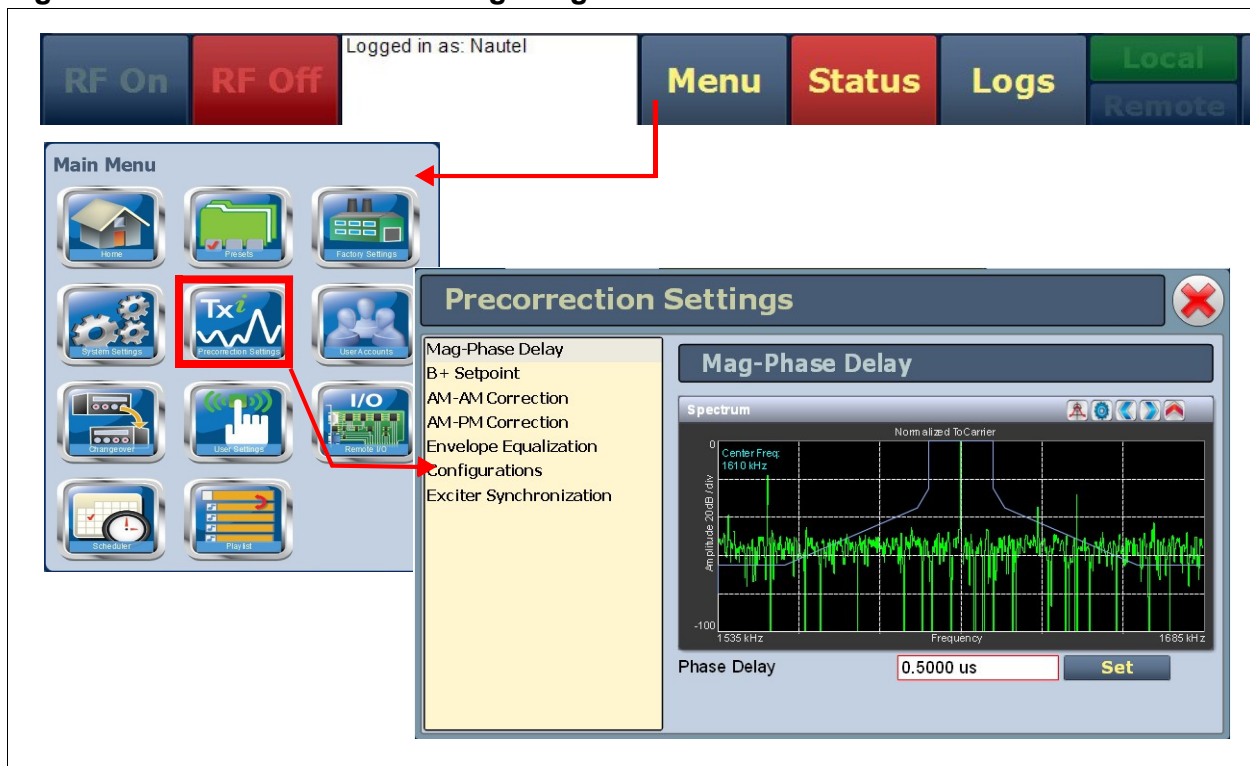 RF On
RF Off
Logged in as: Nautel
Menu
Status
Logs
Local
Remote
Main Menu
Home
Presets
Factory Settings
System Settings
Txi
Precorrection Settings
User Accounts
Changeover
User Settings
I/O
Remote I/O
Scheduler
Playlist
Precorrection Settings
Mag-Phase Delay
B+ Setpoint
AM-AM Correction
AM-PM Correction
Envelope Equalization
Configurations
Exciter Synchronization
Mag-Phase Delay
Spectrum
Normalized To Carrier
0
Center Freq:
1610 kHz
Amplitude 20 dB / div
-100
1535 kHz
Frequency
1685 kHz
Phase Delay
0.5000 us
Set